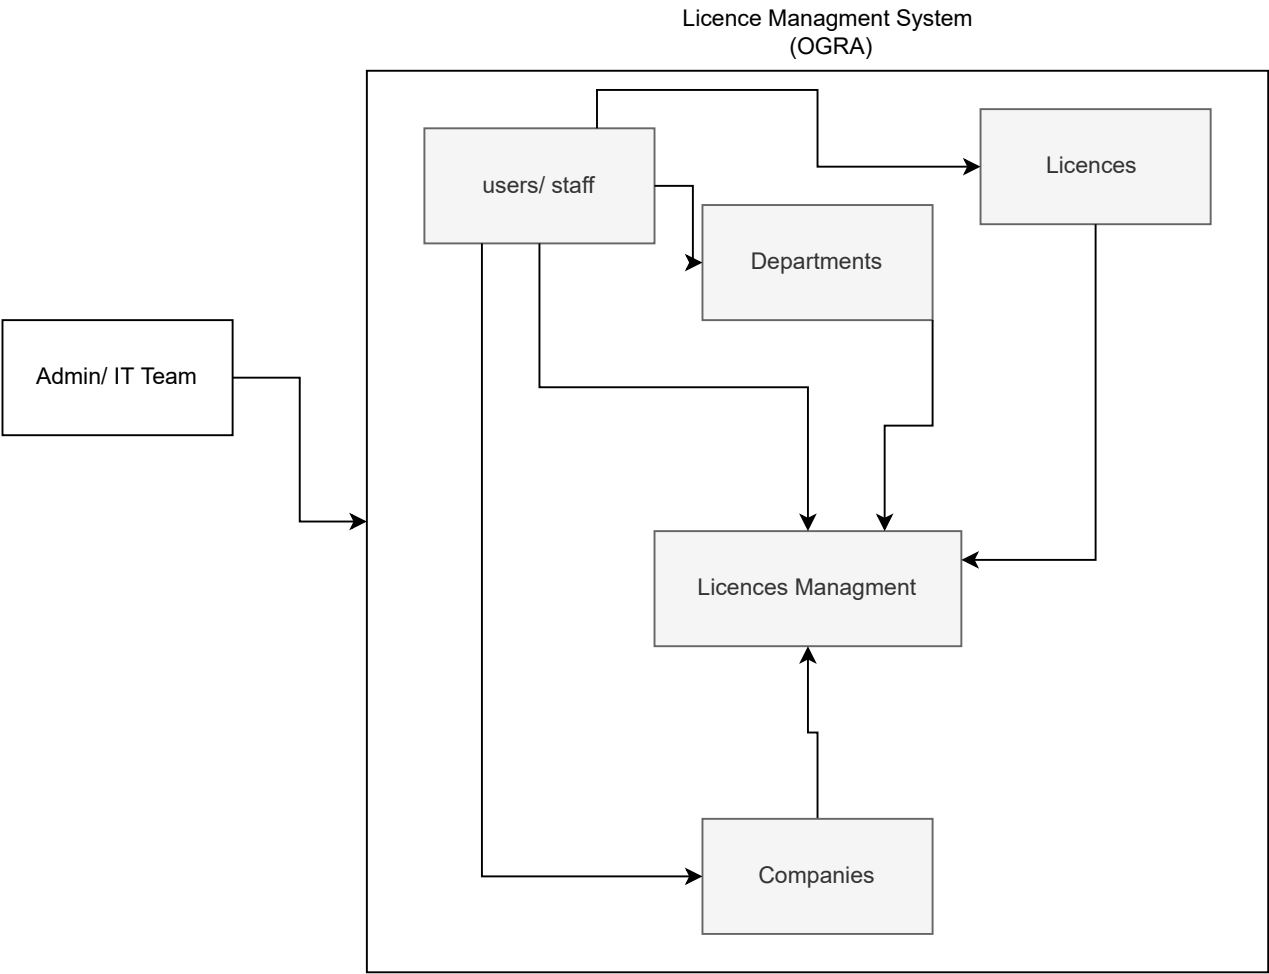 Licence Managment System
(OGRA)
users/ staff
Licences
Departments
Admin/ IT Team
Licences Managment
Companies